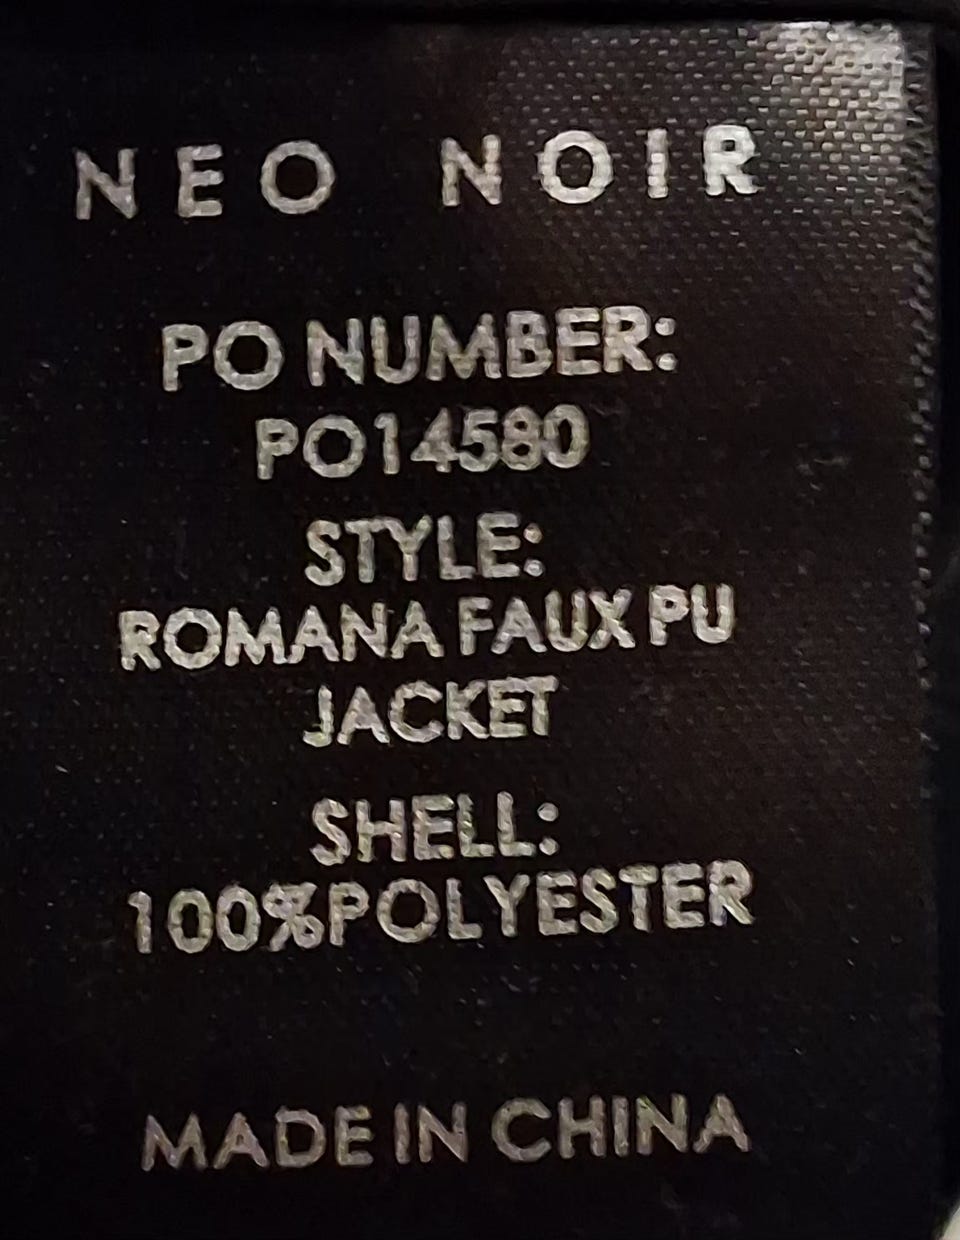 NEO NOIR
PO NUMBER:
PO14580
STYLE:
ROMANA FAUX PU
JACKET
SHELL:
100%POLYESTER
MADE IN CHINA